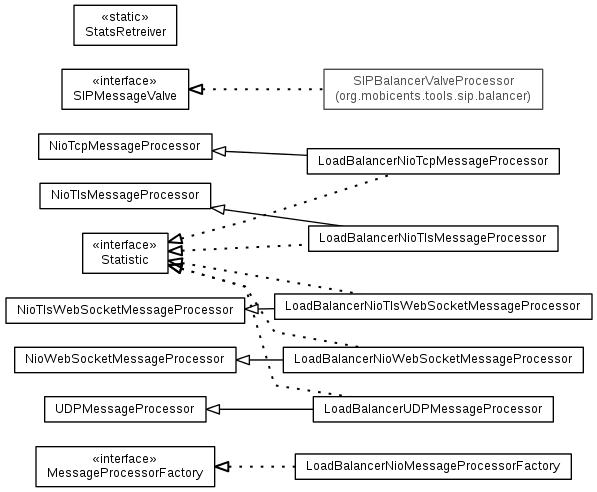 «static»
StatsRetreiver
«interface»
SIPMessageValve
SIPBalancerValveProcessor
(org.mobicents.tools.sip.balancer)
NioTcpMessageProcessor
LoadBalancerNioTcpMessageProcessor
NioTlsMessageProcessor
LoadBalancerNioTlsMessageProcessor
«interface»
Statistic
NioTlsWebSocketMessageProcessor
LoadBalancerNioTlsWebSocketMessageProcessor
NioWebSocketMessageProcessor
LoadBalancerNioWebSocketMessageProcessor
UDPMessageProcessor
LoadBalancerUDPMessageProcessor
«interface»
MessageProcessorFactory
LoadBalancerNioMessageProcessorFactory